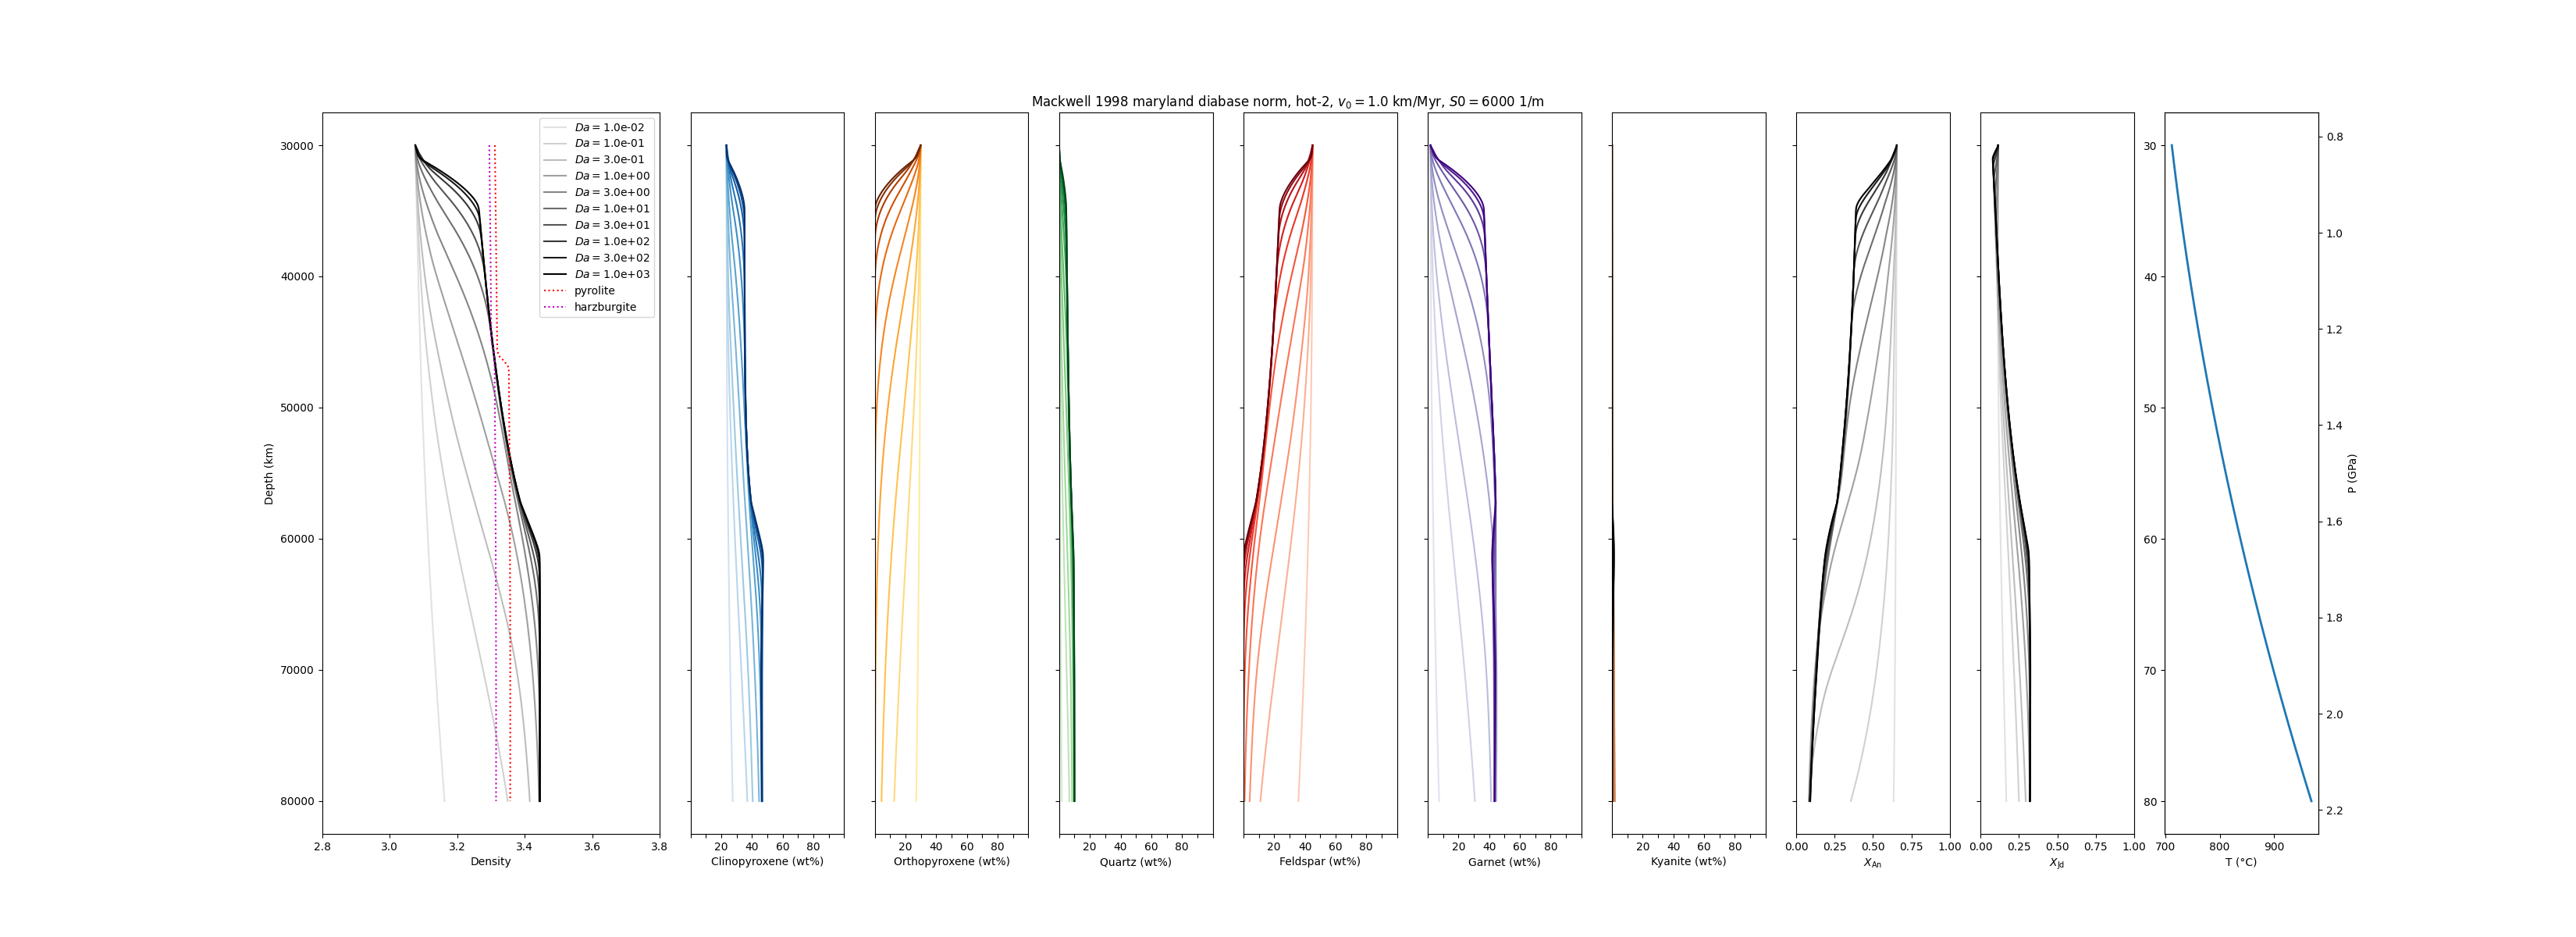 Mackwell 1998 maryland diabase norm, hot-2, v₀ = 1.0 km/Myr, S0 = 6000 1/m
Da = 1.0e-02
Da = 1.0e-01
Da = 3.0e-01
Da = 1.0e+00
Da = 3.0e+00
Da = 1.0e+01
Da = 3.0e+01
Da = 1.0e+02
Da = 3.0e+02
Da = 1.0e+03
pyrolite
harzburgite
30000
40000
50000
60000
70000
80000
Depth (km)
2.8 3.0 3.2 3.4 3.6 3.8
Density
20 40 60 80
Clinopyroxene (wt%)
20 40 60 80
Orthopyroxene (wt%)
20 40 60 80
Quartz (wt%)
20 40 60 80
Feldspar (wt%)
20 40 60 80
Garnet (wt%)
20 40 60 80
Kyanite (wt%)
0.00 0.25 0.50 0.75 1.00
X_An
0.00 0.25 0.50 0.75 1.00
X_Jd
30
40
50
60
70
80
700 800 900
T (°C)
0.8
1.0
1.2
1.4
1.6
1.8
2.0
2.2
P (GPa)